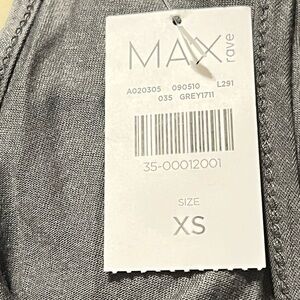 MAX rave
A020305 090510 L291
035 GREY1711
35-00012001
SIZE
XS